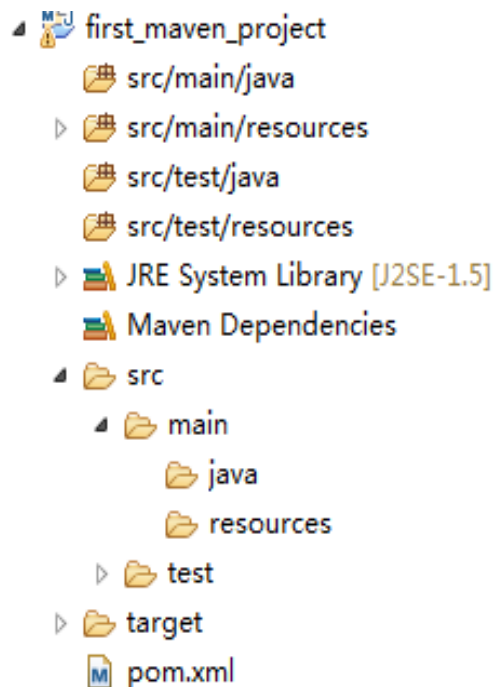 first_maven_project
src/main/java
src/main/resources
src/test/java
src/test/resources
JRE System Library [J2SE-1.5]
Maven Dependencies
src
main
java
resources
test
target
pom.xml